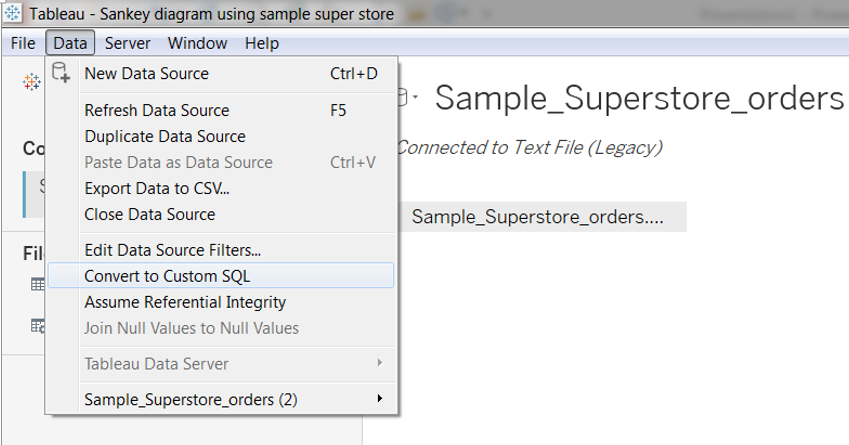 Tableau - Sankey diagram using sample super store
File Data Server Window Help
New Data Source Ctrl+D
Refresh Data Source F5
Duplicate Data Source
Paste Data as Data Source Ctrl+V
Export Data to CSV...
Close Data Source
Edit Data Source Filters...
Convert to Custom SQL
Assume Referential Integrity
Join Null Values to Null Values
Tableau Data Server
Sample_Superstore_orders (2)
Co
S
Fil
Sample_Superstore_orders
Connected to Text File (Legacy)
Sample_Superstore_orders....